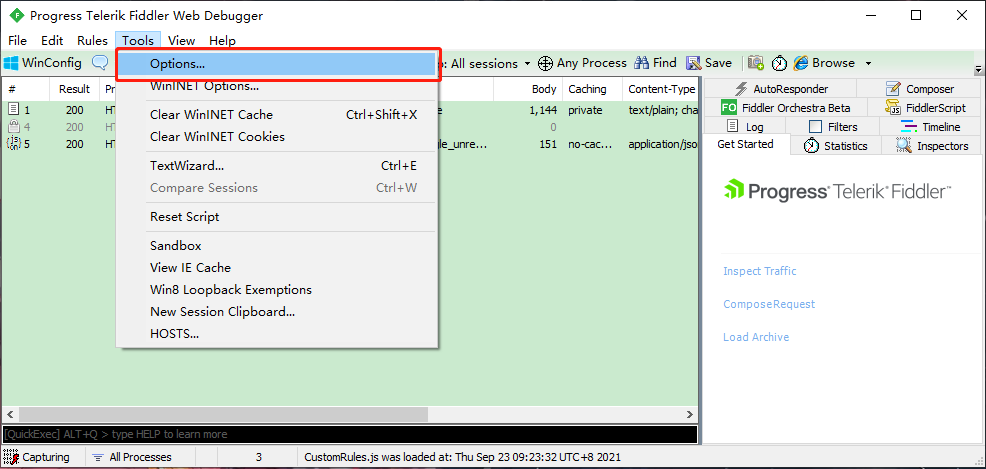 Progress Telerik Fiddler Web Debugger
File Edit Rules Tools View Help
WinConfig
All sessions Any Process Find Save Browse
Options...
WinINET Options...
Clear WinINET Cache Ctrl+Shift+X
Clear WinINET Cookies
TextWizard... Ctrl+E
Compare Sessions Ctrl+W
Reset Script
Sandbox
View IE Cache
Win8 Loopback Exemptions
New Session Clipboard...
HOSTS...
# Result Body Caching Content-Type
1 200 HT 1,144 private text/plain; cha
4 200 HT 0
5 200 HT ile_unre... 151 no-cac... application/jso
AutoResponder Composer
FO Fiddler Orchestra Beta FiddlerScript
Log Filters Timeline
Get Started Statistics Inspectors
Progress® Telerik® Fiddler™
Inspect Traffic
ComposeRequest
Load Archive
[QuickExec] ALT+Q > type HELP to learn more
Capturing All Processes 3 CustomRules.js was loaded at: Thu Sep 23 09:23:32 UTC+8 2021